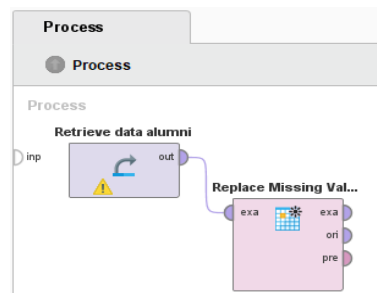 Process
Process
Process
Retrieve data alumni
inp
out
Replace Missing Val...
exa
exa
ori
pre